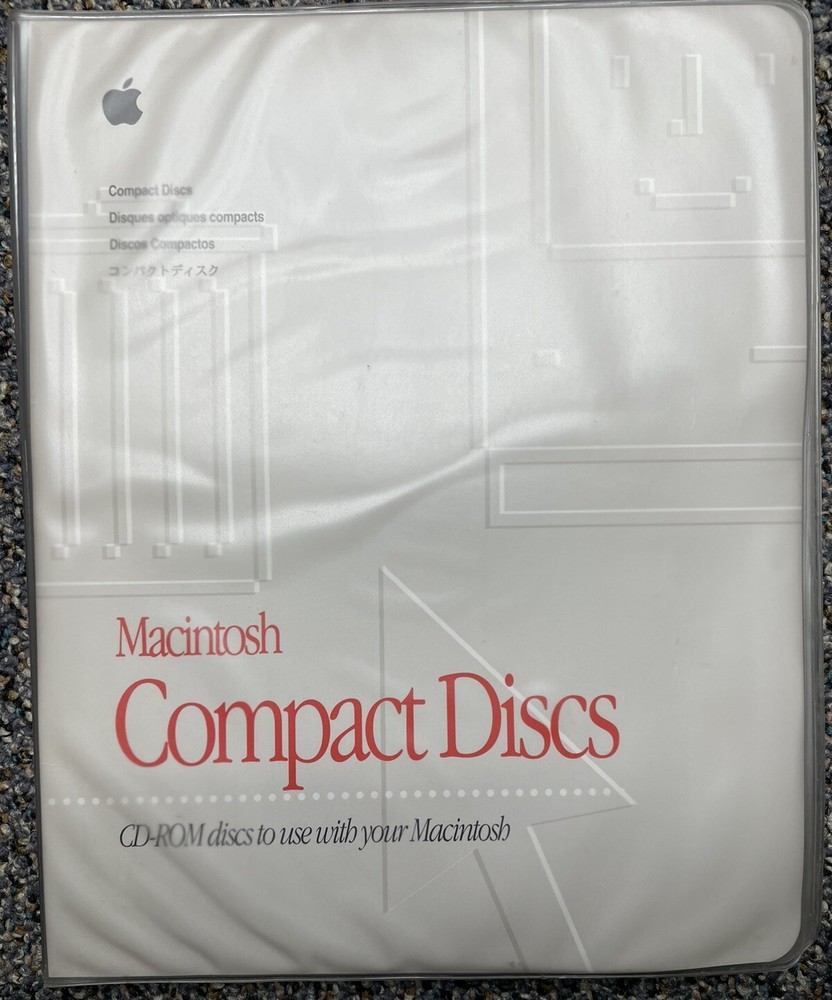 Compact Discs
Disques optiques compacts
Discos Compactos
コンパクトディスク
Macintosh
Compact Discs
CD-ROM discs to use with your Macintosh